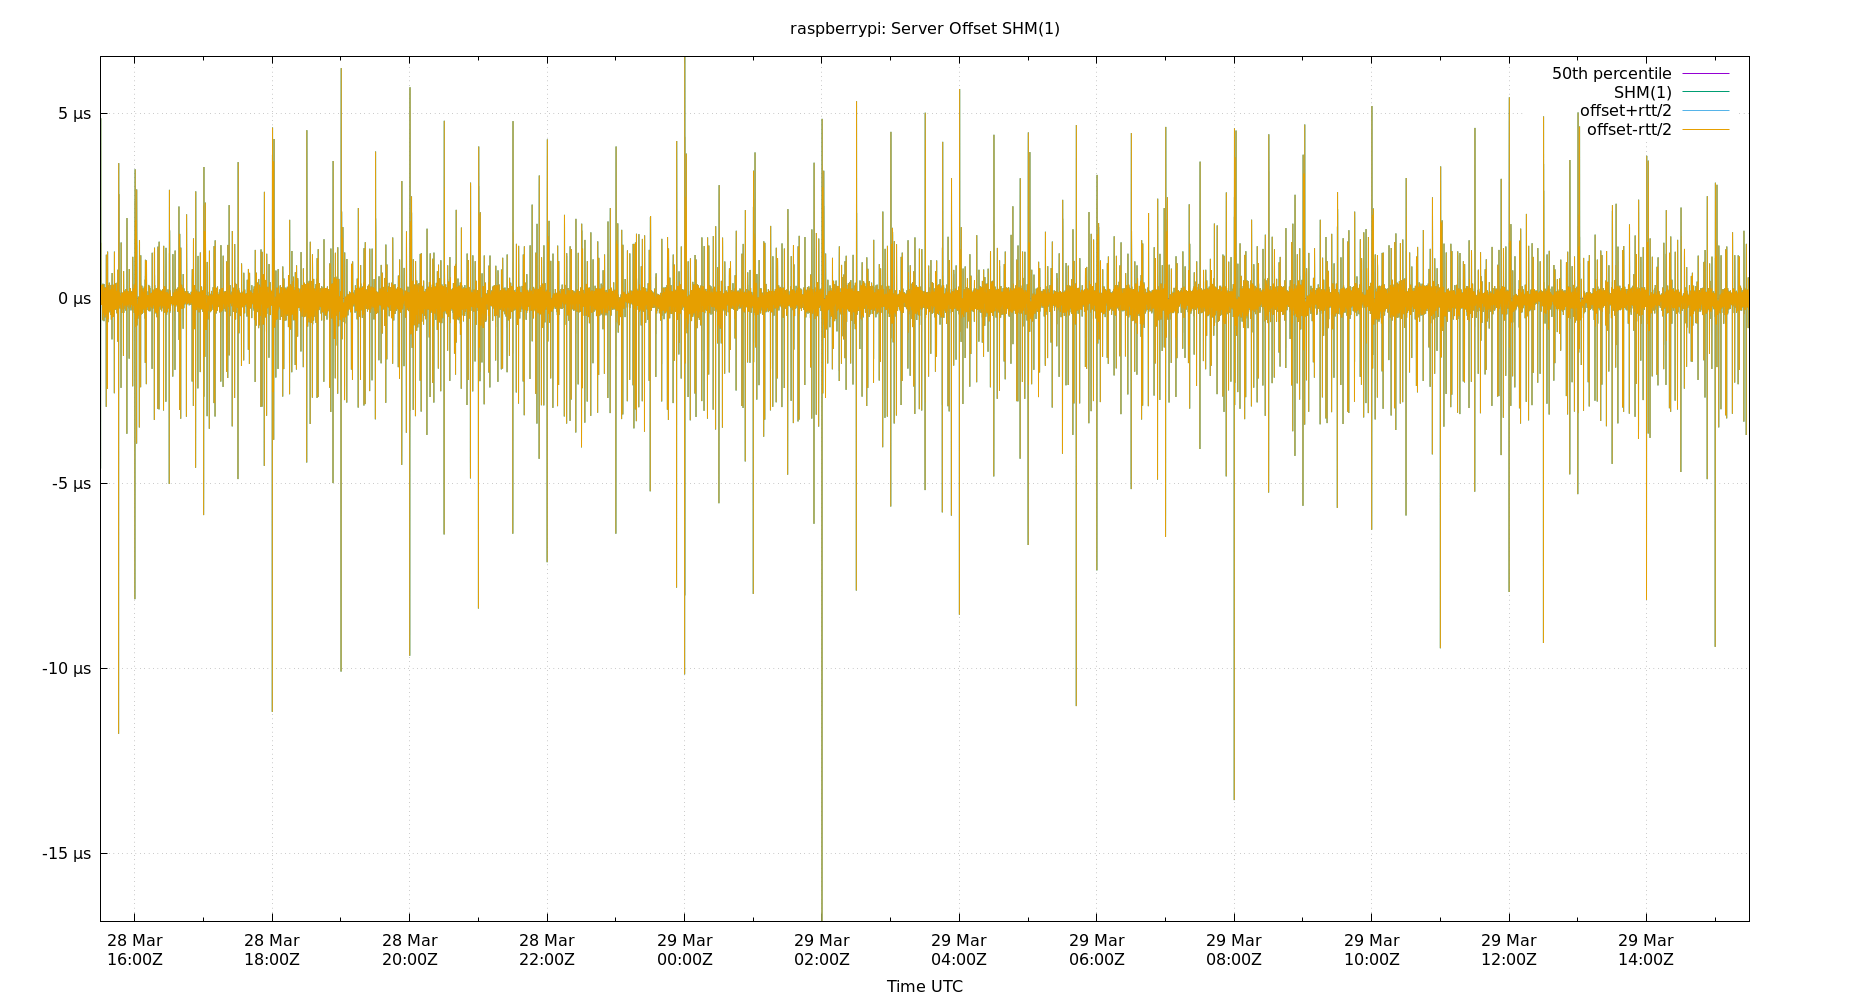 raspberrypi: Server Offset SHM(1)
50th percentile
SHM(1)
offset+rtt/2
offset-rtt/2
5 µs
0 µs
-5 µs
-10 µs
-15 µs
28 Mar 28 Mar 28 Mar 28 Mar 29 Mar 29 Mar 29 Mar 29 Mar 29 Mar 29 Mar 29 Mar 29 Mar
16:00Z 18:00Z 20:00Z 22:00Z 00:00Z 02:00Z 04:00Z 06:00Z 08:00Z 10:00Z 12:00Z 14:00Z
Time UTC